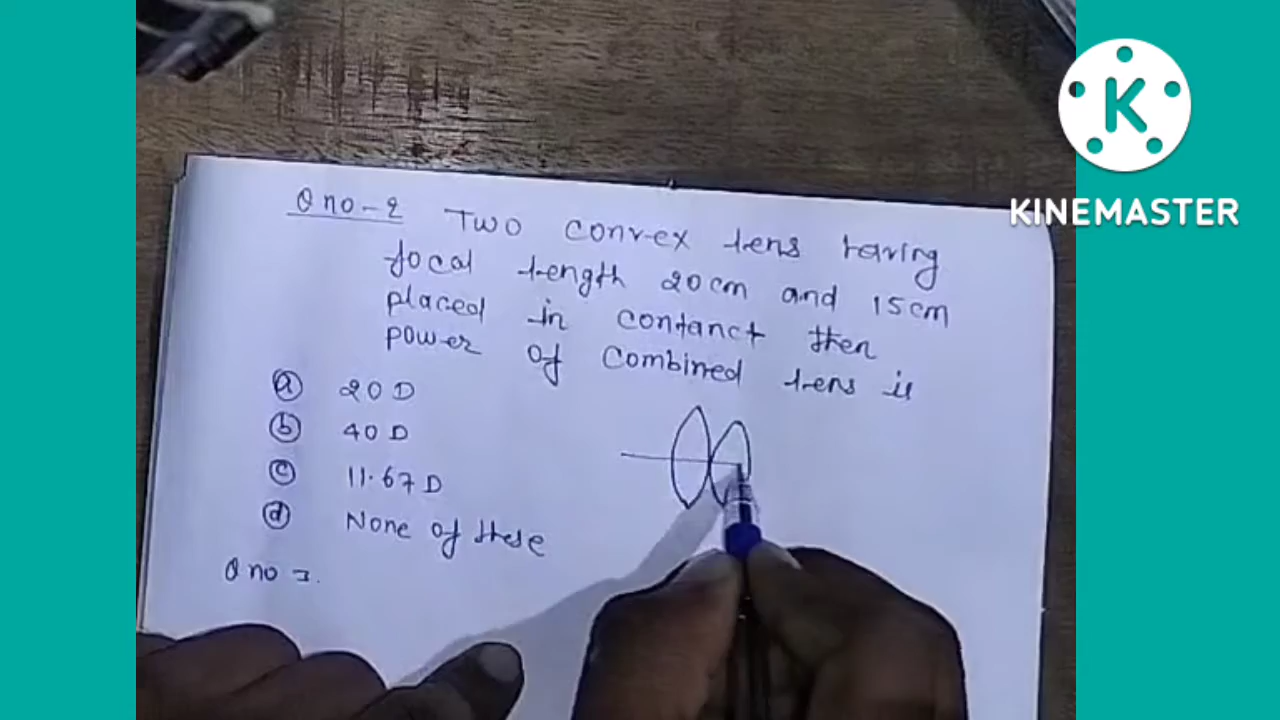 Q no - 2 Two convex lens having
focal length 20cm and 15cm
placed in contanct then
power of combined lens is
(a) 20 D
(b) 40 D
(c) 11.67 D
(d) None of these
Q no 3.
K
KINEMASTER